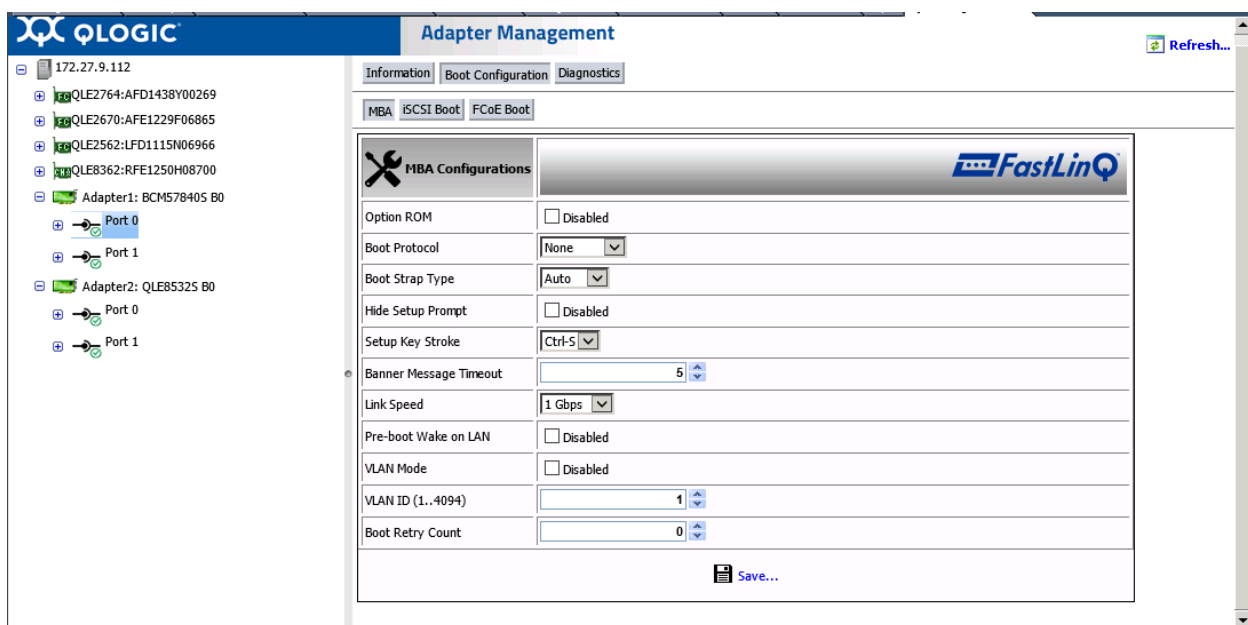 QLOGIC
Adapter Management
Refresh...
172.27.9.112
FC QLE2764:AFD1438Y00269
FC QLE2670:AFE1229F06865
FC QLE2562:LFD1115N06966
QLE8362:RFE1250H08700
Adapter1: BCM57840S B0
Port 0
Port 1
Adapter2: QLE8532S B0
Port 0
Port 1
Information Boot Configuration Diagnostics
MBA iSCSI Boot FCoE Boot
MBA Configurations FastLinQ
Option ROM Disabled
Boot Protocol None
Boot Strap Type Auto
Hide Setup Prompt Disabled
Setup Key Stroke Ctrl-S
Banner Message Timeout 5
Link Speed 1 Gbps
Pre-boot Wake on LAN Disabled
VLAN Mode Disabled
VLAN ID (1..4094) 1
Boot Retry Count 0
Save...